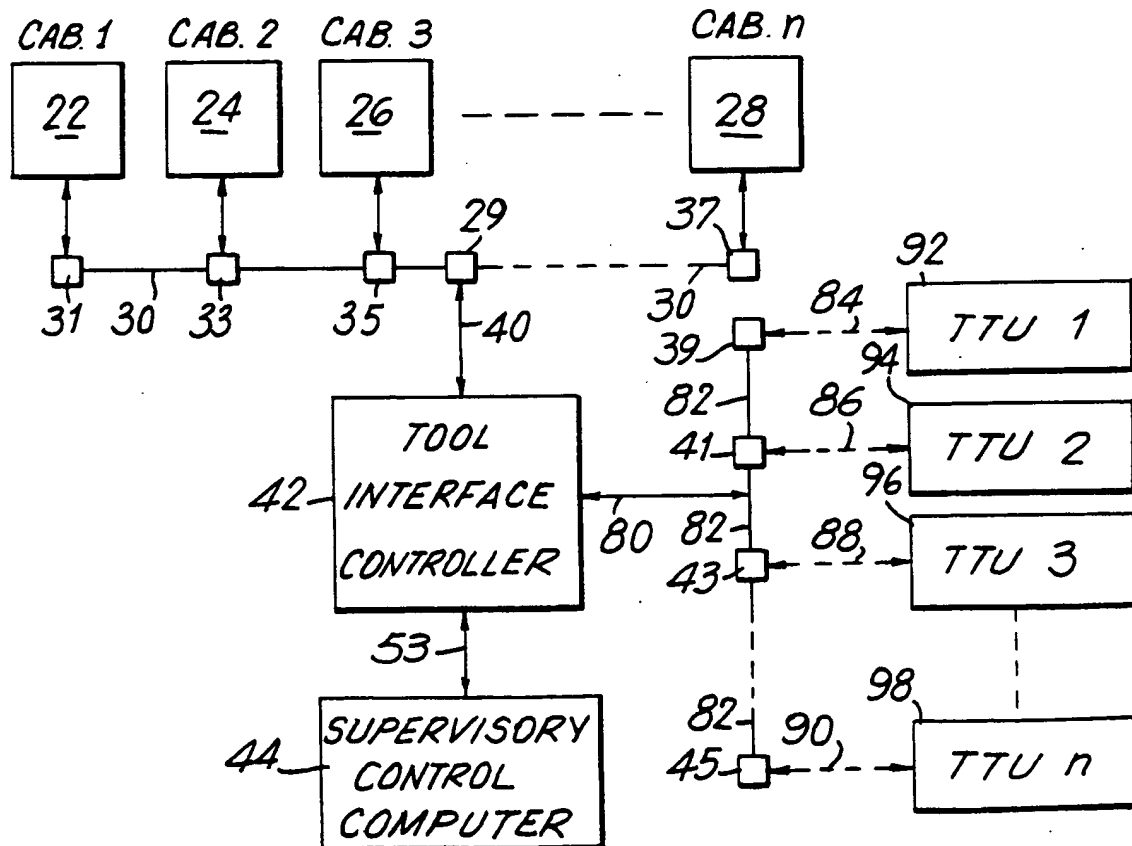 CAB. 1 CAB. 2 CAB. 3 CAB. n
22 24 26 28
29 37
31 30 33 35 30
40
92
84 TTU 1
39
94
82 86 TTU 2
41
96
42 TOOL INTERFACE CONTROLLER
80 82 88 TTU 3
43
53
98
82 90 TTU n
45
44 SUPERVISORY CONTROL COMPUTER